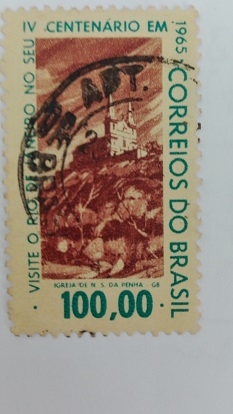 VISITE O RIO DE JANEIRO NO SEU
IV CENTENÁRIO EM
1965
CORREIOS DO BRASIL
IGREJA DE N. S. DA PENHA - GB
100,00
APT.